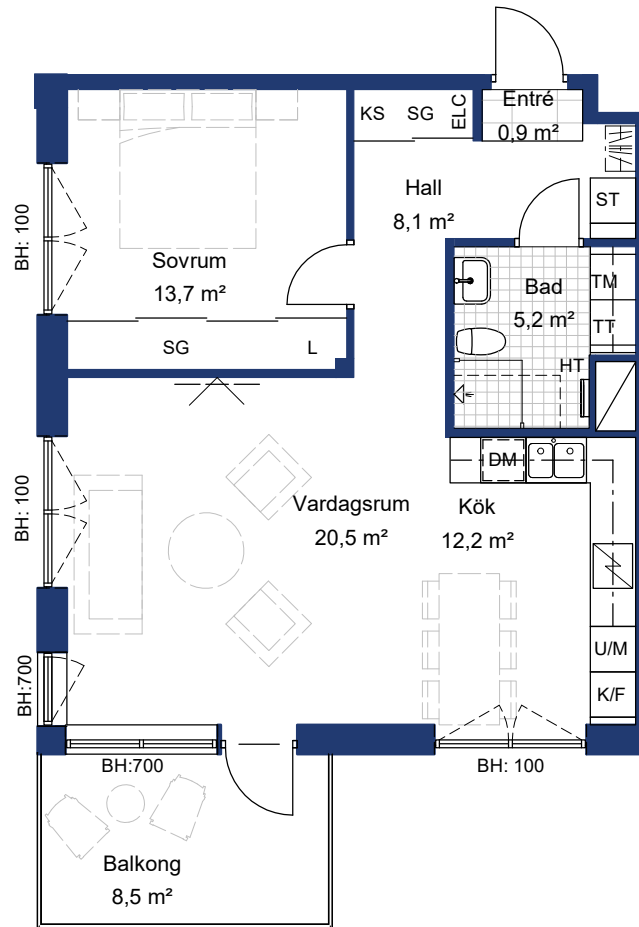 Entré
0,9 m²
KS
SG
ELC
Hall
8,1 m²
ST
BH: 100
Sovrum
13,7 m²
Bad
5,2 m²
TM
TT
SG
L
HT
DM
BH: 100
Vardagsrum
20,5 m²
Kök
12,2 m²
U/M
K/F
BH:700
BH:700
BH: 100
Balkong
8,5 m²